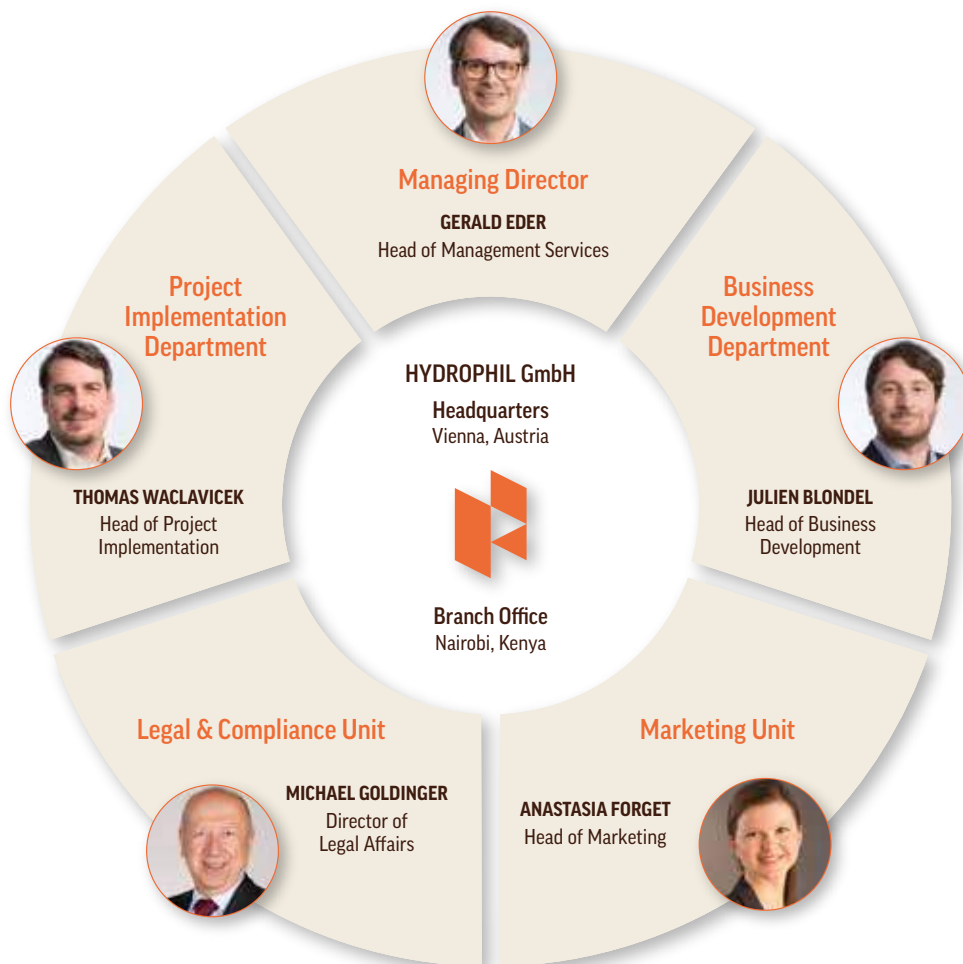 Managing Director
GERALD EDER
Head of Management Services
Project
Implementation
Department
THOMAS WACLAVICEK
Head of Project
Implementation
Business
Development
Department
JULIEN BLONDEL
Head of Business
Development
HYDROPHIL GmbH
Headquarters
Vienna, Austria
Branch Office
Nairobi, Kenya
Legal & Compliance Unit
MICHAEL GOLDINGER
Director of
Legal Affairs
Marketing Unit
ANASTASIA FORGET
Head of Marketing